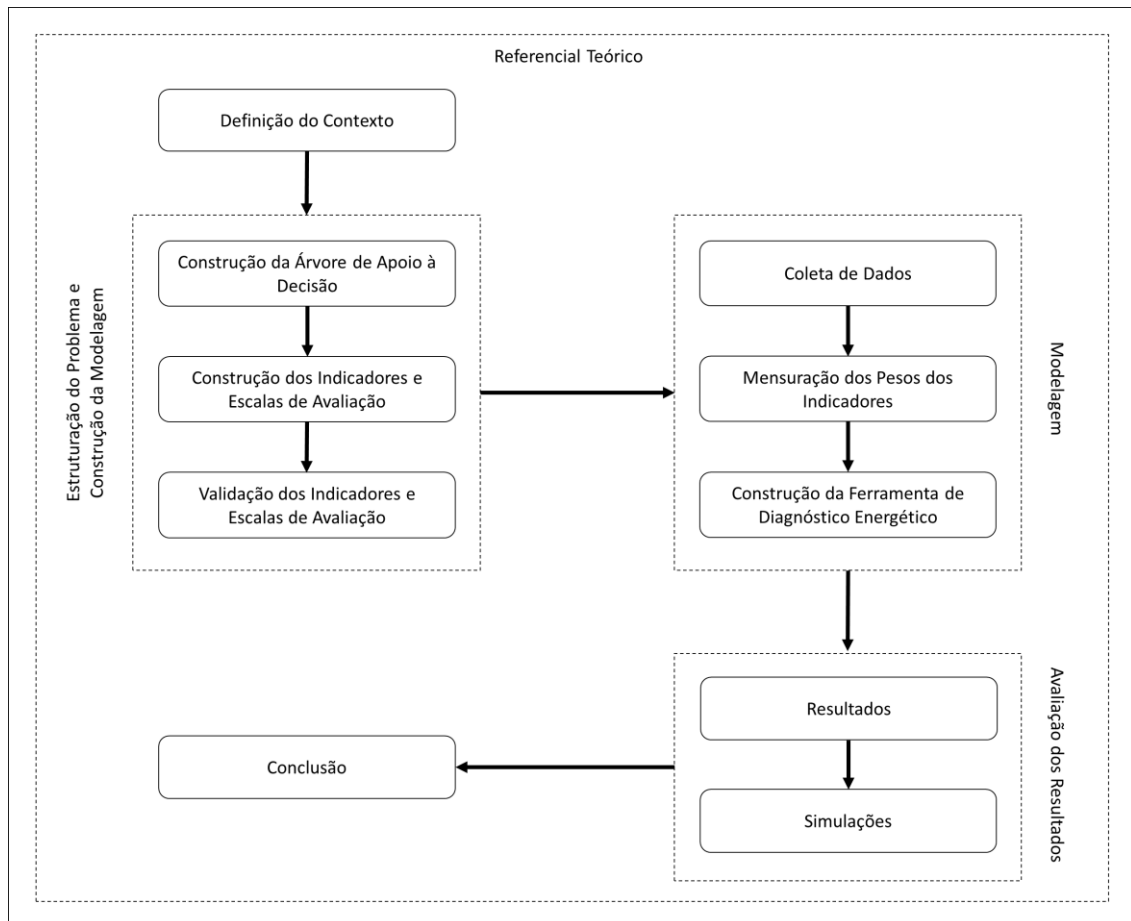 Referencial Teórico
Definição do Contexto
Estruturação do Problema e
Construção da Modelagem
Construção da Árvore de Apoio à
Decisão
Construção dos Indicadores e
Escalas de Avaliação
Validação dos Indicadores e
Escalas de Avaliação
Coleta de Dados
Mensuração dos Pesos dos
Indicadores
Construção da Ferramenta de
Diagnóstico Energético
Modelagem
Resultados
Simulações
Avaliação dos Resultados
Conclusão